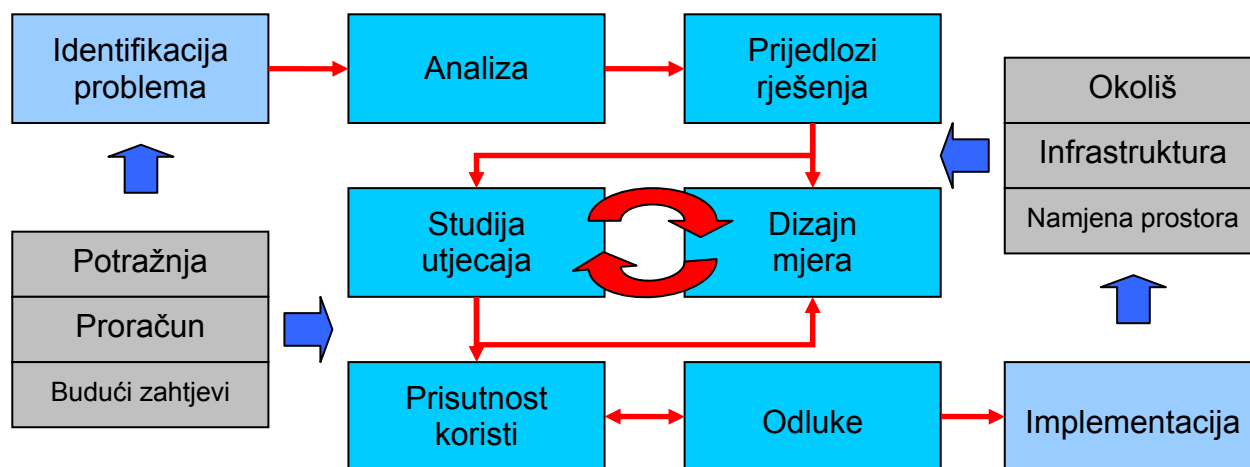 Identifikacija
problema
Analiza
Prijedlozi
rješenja
Okoliš
Infrastruktura
Namjena prostora
Studija
utjecaja
Dizajn
mjera
Potražnja
Proračun
Budući zahtjevi
Prisutnost
koristi
Odluke
Implementacija